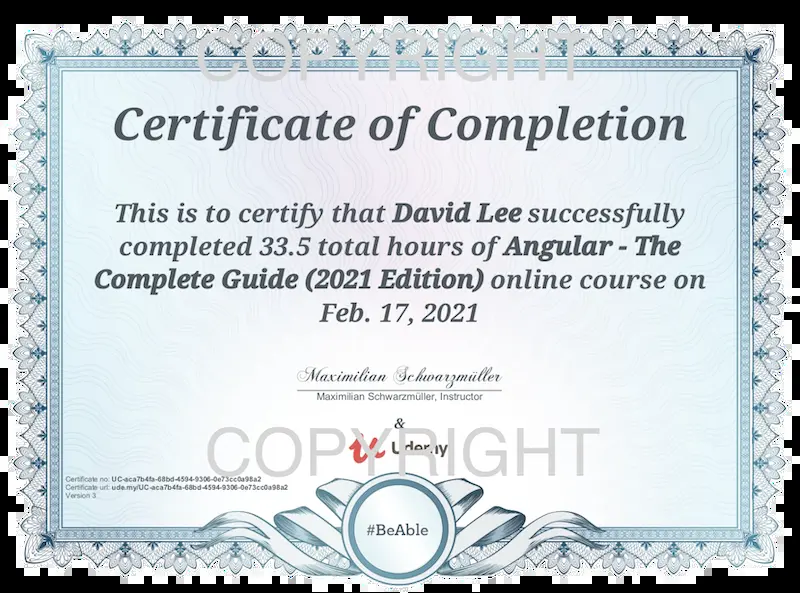 COPYRIGHT
Certificate of Completion
This is to certify that David Lee successfully
completed 33.5 total hours of Angular - The
Complete Guide (2021 Edition) online course on
Feb. 17, 2021
Maximilian Schwarzmüller
Maximilian Schwarzmüller, Instructor
&
Udemy
COPYRIGHT
Certificate no: UC-aca7b4fa-68bd-4594-9306-0e73cc0a98a2
Certificate url: ude.my/UC-aca7b4fa-68bd-4594-9306-0e73cc0a98a2
Version 3
#BeAble